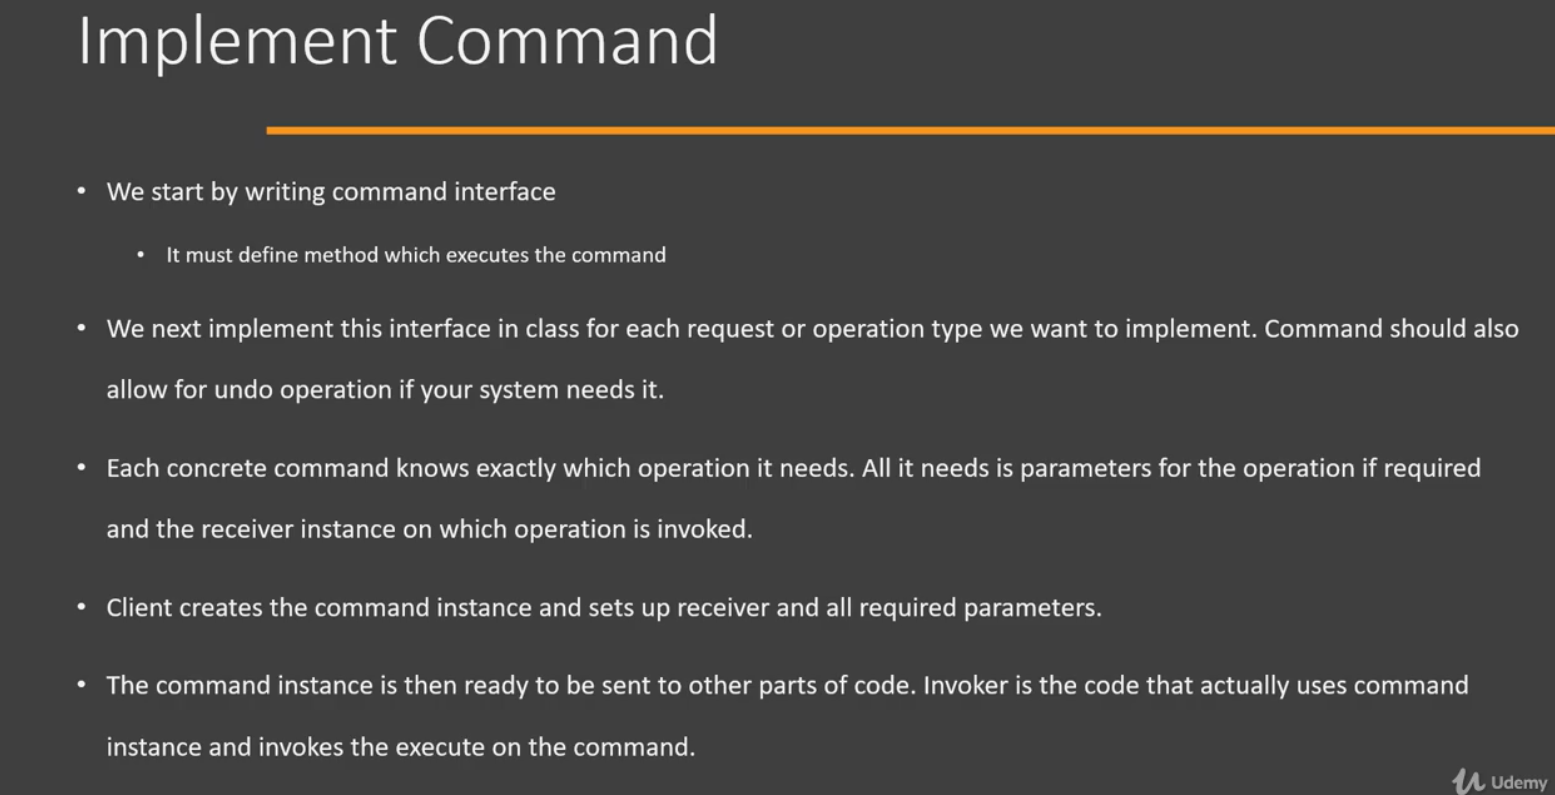 Implement Command
• We start by writing command interface
• It must define method which executes the command
• We next implement this interface in class for each request or operation type we want to implement. Command should also
allow for undo operation if your system needs it.
• Each concrete command knows exactly which operation it needs. All it needs is parameters for the operation if required
and the receiver instance on which operation is invoked.
• Client creates the command instance and sets up receiver and all required parameters.
• The command instance is then ready to be sent to other parts of code. Invoker is the code that actually uses command
instance and invokes the execute on the command.
Udemy